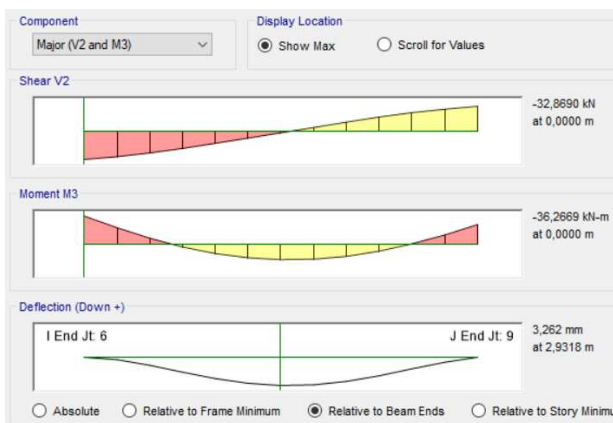 Component
Display Location
Major (V2 and M3)
Show Max
Scroll for Values
Shear V2
-32,8690 kN
at 0,0000 m
Moment M3
-36,2669 kN-m
at 0,0000 m
Deflection (Down +)
I End Jt: 6
J End Jt: 9
3,262 mm
at 2,9318 m
Absolute
Relative to Frame Minimum
Relative to Beam Ends
Relative to Story Minimu